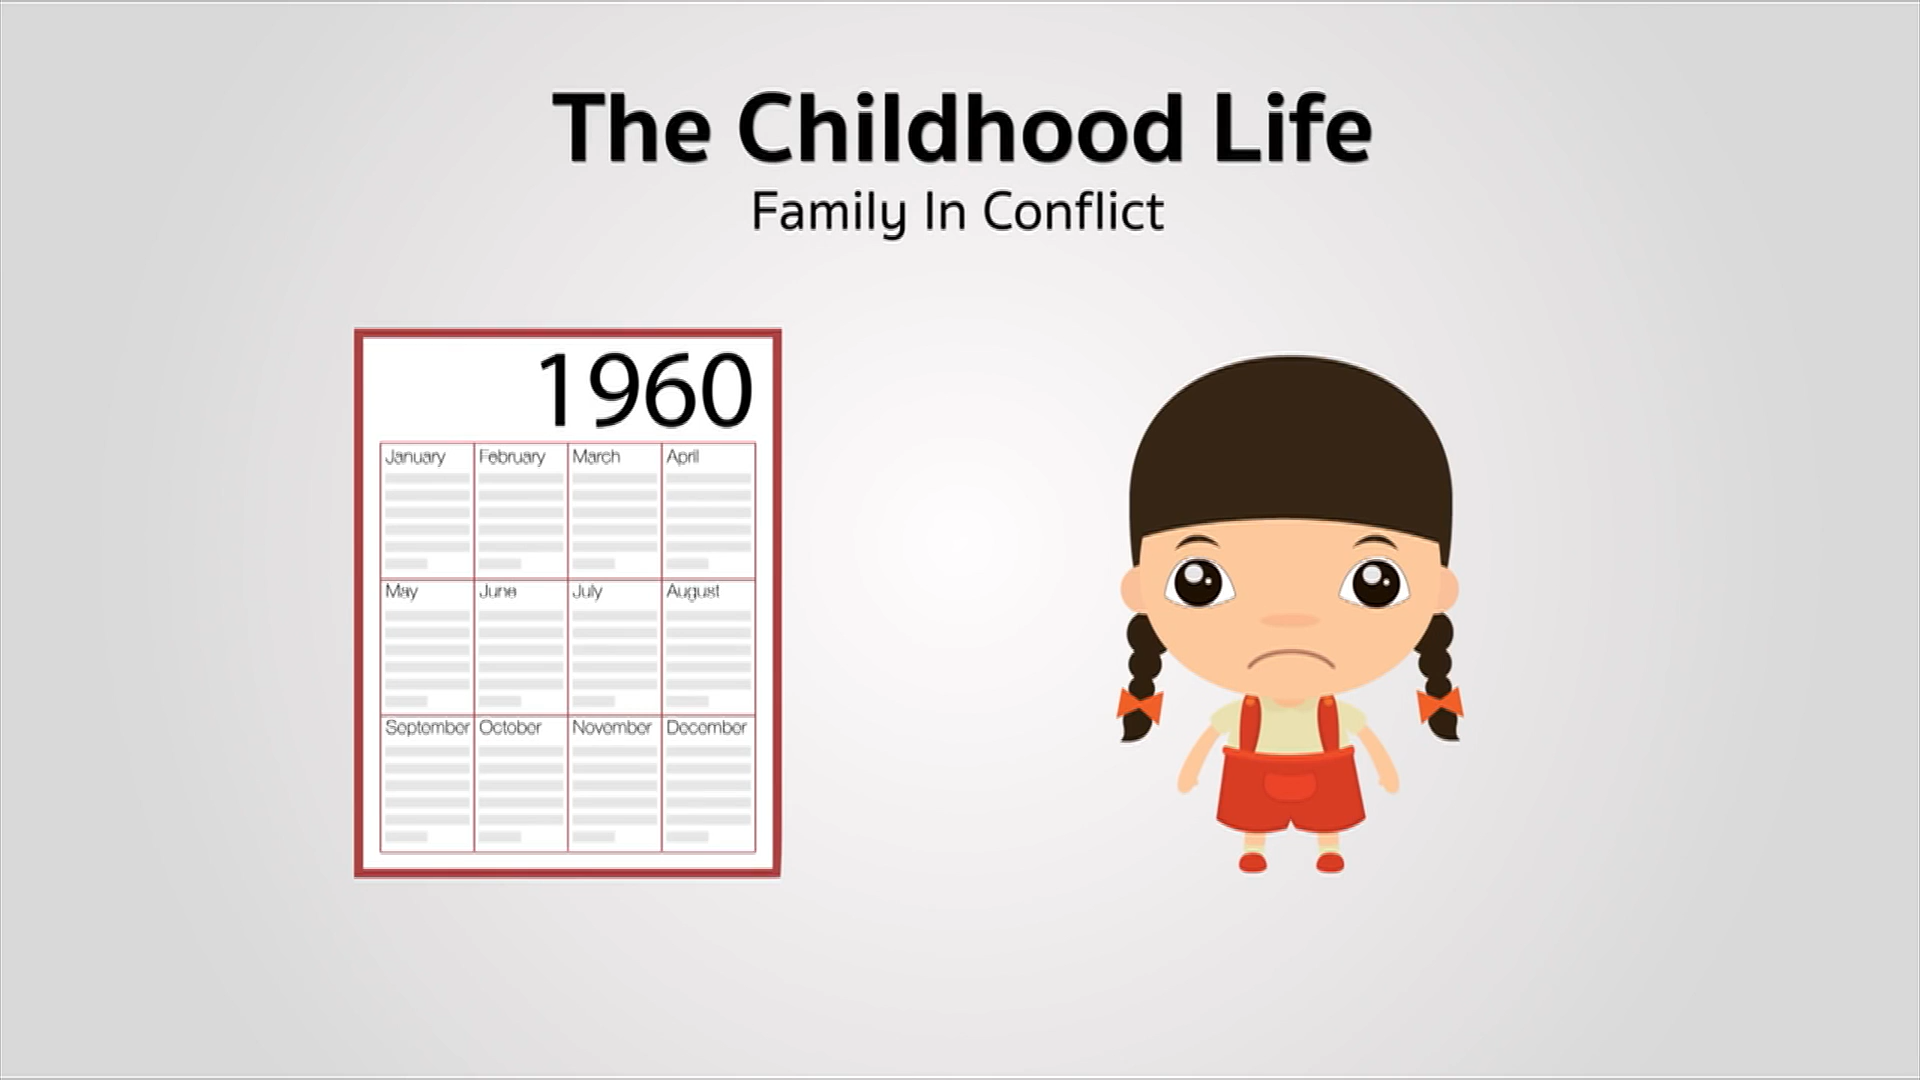 The Childhood Life
Family In Conflict
1960
January February March April
May June July August
September October November December